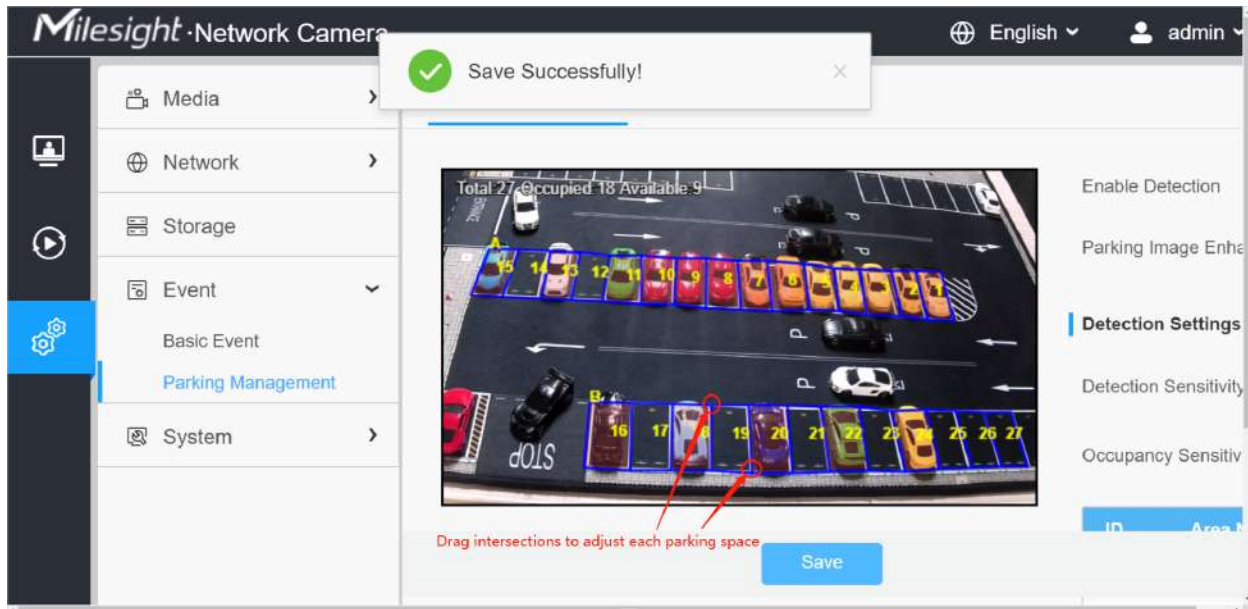 Milesight · Network Camera
English
admin
Save Successfully!
Media
Network
Storage
Event
Basic Event
Parking Management
System
Total 27 Occupied 18 Available 9
A
15 14 13 12 11 10 9 8 7 6 5 4 3 2 1
P
P
B
16 17 18 19 20 21 22 23 24 25 26 27
STOP
Drag intersections to adjust each parking space
Save
Enable Detection
Parking Image Enha
Detection Settings
Detection Sensitivity
Occupancy Sensitiv
ID Area N